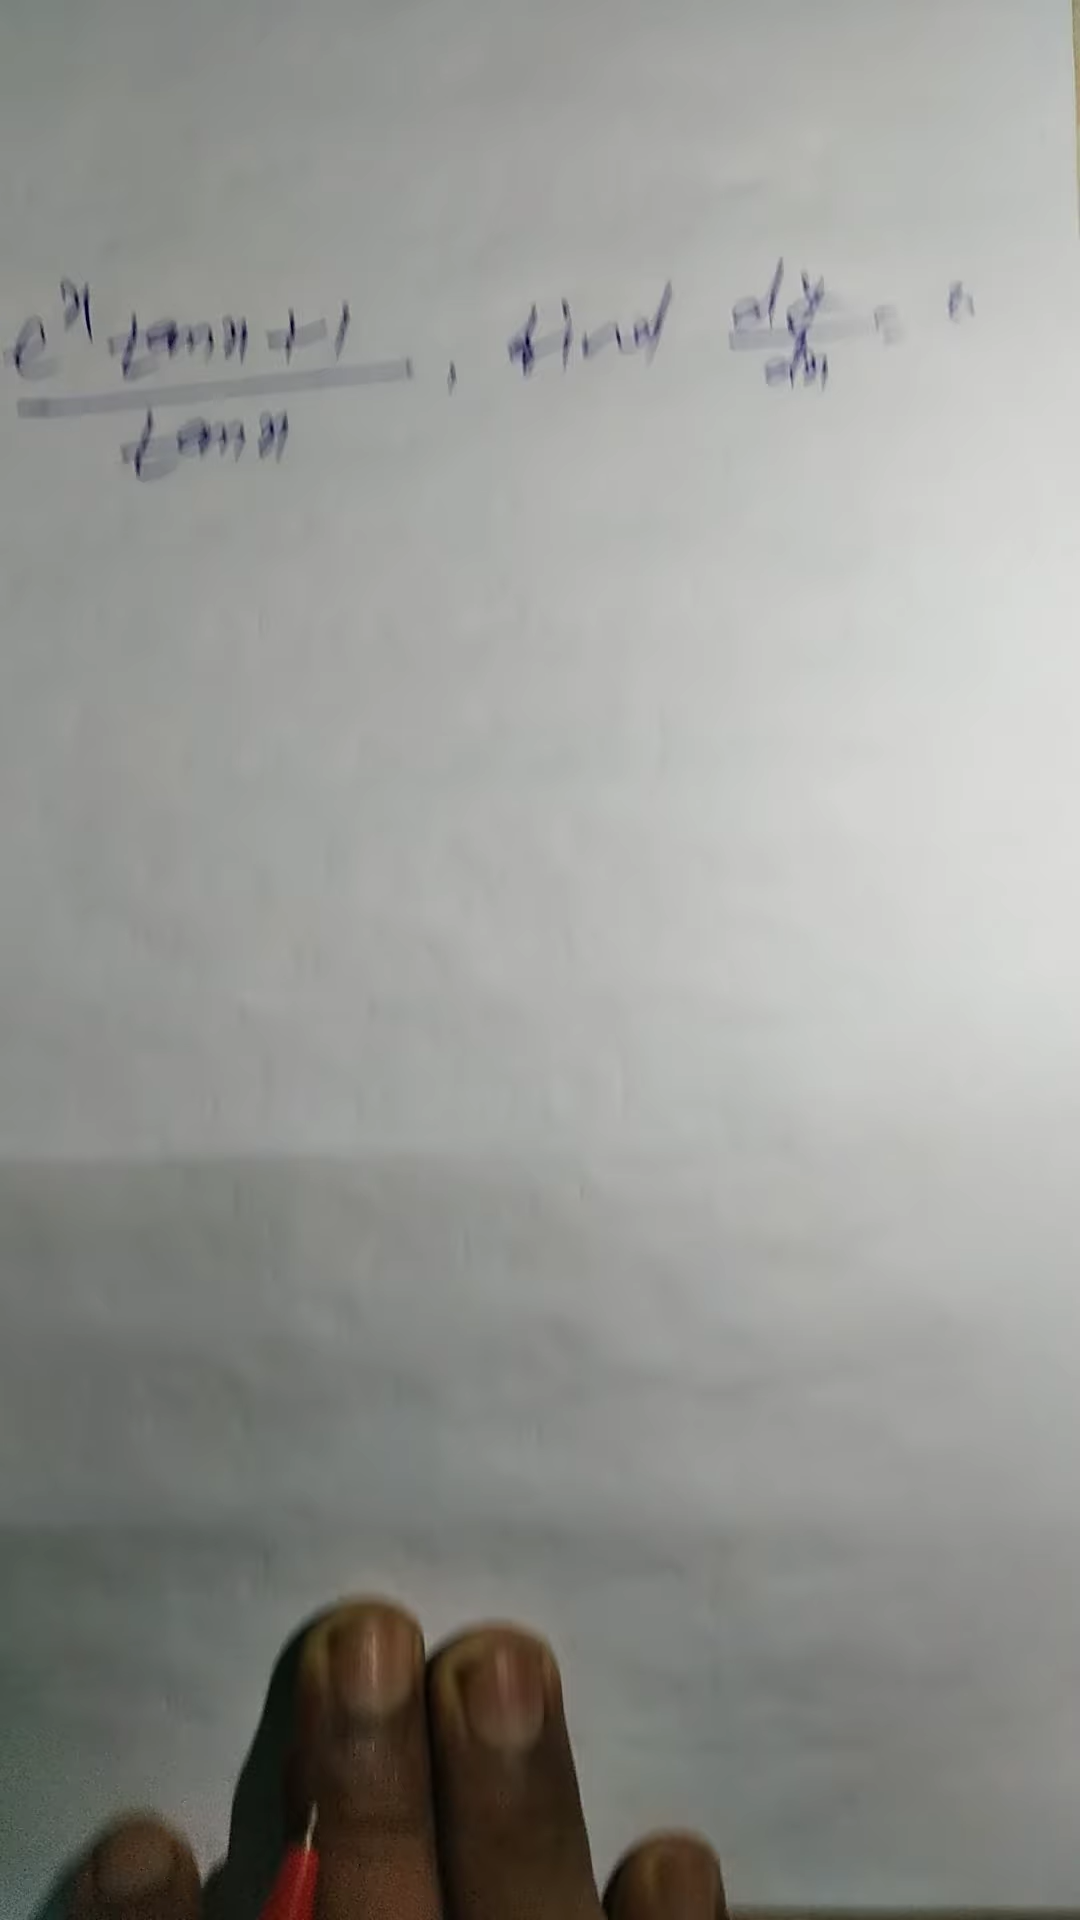 e^x tan x + 1
tan x
, find dy/dx =